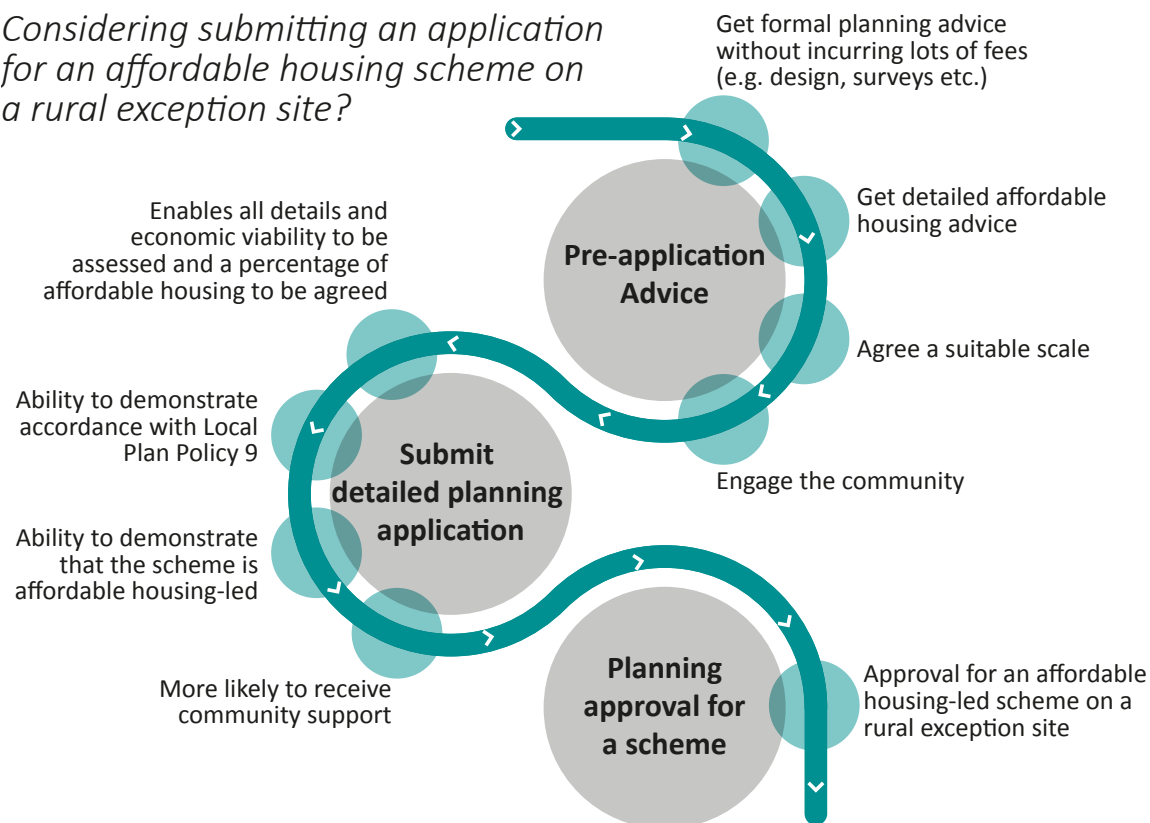 Considering submitting an application
for an affordable housing scheme on
a rural exception site?
Get formal planning advice
without incurring lots of fees
(e.g. design, surveys etc.)
Get detailed affordable
housing advice
Pre-application
Advice
Agree a suitable scale
Engage the community
Enables all details and
economic viability to be
assessed and a percentage of
affordable housing to be agreed
Ability to demonstrate
accordance with Local
Plan Policy 9
Submit
detailed planning
application
Ability to demonstrate
that the scheme is
affordable housing-led
More likely to receive
community support
Planning
approval for
a scheme
Approval for an affordable
housing-led scheme on a
rural exception site